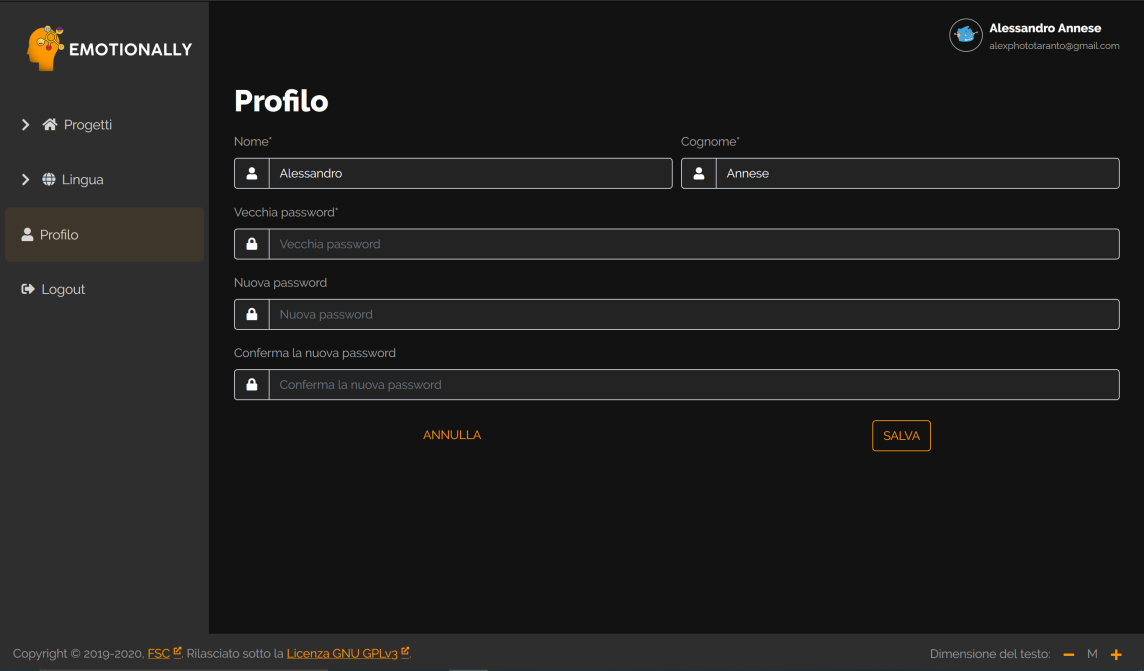 EMOTIONALLY
Alessandro Annese
alexphototaranto@gmail.com
Progetti
Lingua
Profilo
Logout
Profilo
Nome*
Cognome*
Alessandro
Annese
Vecchia password*
Vecchia password
Nuova password
Nuova password
Conferma la nuova password
Conferma la nuova password
ANNULLA
SALVA
Copyright © 2019-2020, FSC. Rilasciato sotto la Licenza GNU GPLv3.
Dimensione del testo: − M +